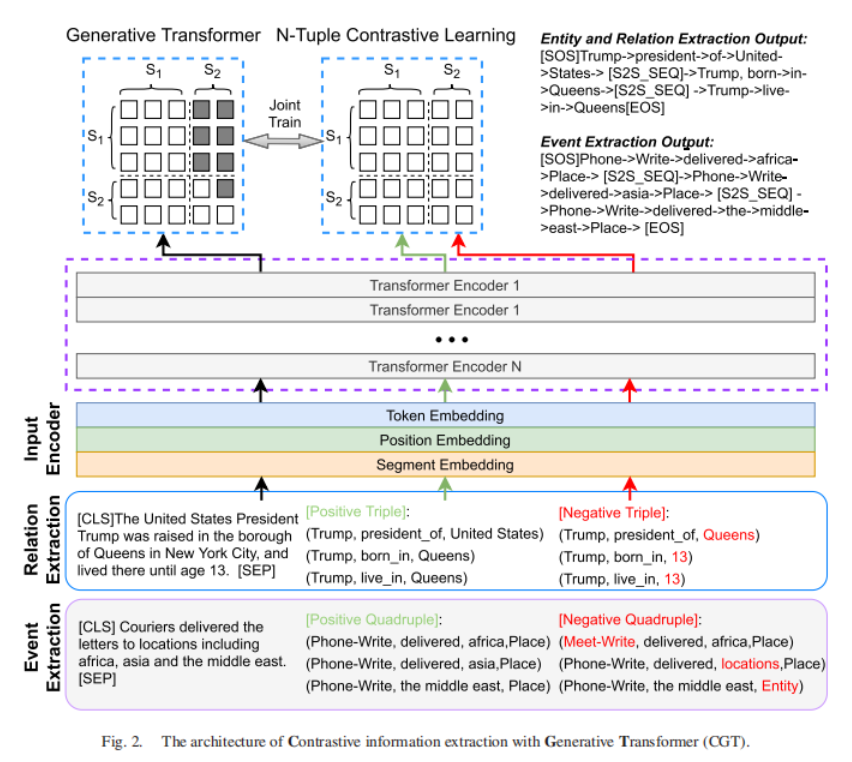 Generative Transformer
N-Tuple Contrastive Learning
S1
S2
S1
S2
Joint
Train
S1
S2
S1
S2
Entity and Relation Extraction Output:
[SOS]Trump->president->of->United-
>States-> [S2S_SEQ]->Trump, born->in-
>Queens->[S2S_SEQ] ->Trump->live-
>in->Queens[EOS]
Event Extraction Output:
[SOS]Phone->Write->delivered->africa-
>Place-> [S2S_SEQ]->Phone->Write-
>delivered->asia->Place-> [S2S_SEQ] -
>Phone->Write->delivered->the->middle-
>east->Place-> [EOS]
Transformer Encoder 1
Transformer Encoder 1
Transformer Encoder N
Input
Encoder
Token Embedding
Position Embedding
Segment Embedding
Relation
Extraction
[CLS]The United States President
Trump was raised in the borough
of Queens in New York City, and
lived there until age 13. [SEP]
[Positive Triple]:
(Trump, president_of, United States)
(Trump, born_in, Queens)
(Trump, live_in, Queens)
[Negative Triple]:
(Trump, president_of, Queens)
(Trump, born_in, 13)
(Trump, live_in, 13)
Event
Extraction
[CLS] Couriers delivered the
letters to locations including
africa, asia and the middle east.
[SEP]
[Positive Quadruple]:
(Phone-Write, delivered, africa,Place)
(Phone-Write, delivered, asia,Place)
(Phone-Write, the middle east, Place)
[Negative Quadruple]:
(Meet-Write, delivered, africa,Place)
(Phone-Write, delivered, locations,Place)
(Phone-Write, the middle east, Entity)
Fig. 2. The architecture of Contrastive information extraction with Generative Transformer (CGT).